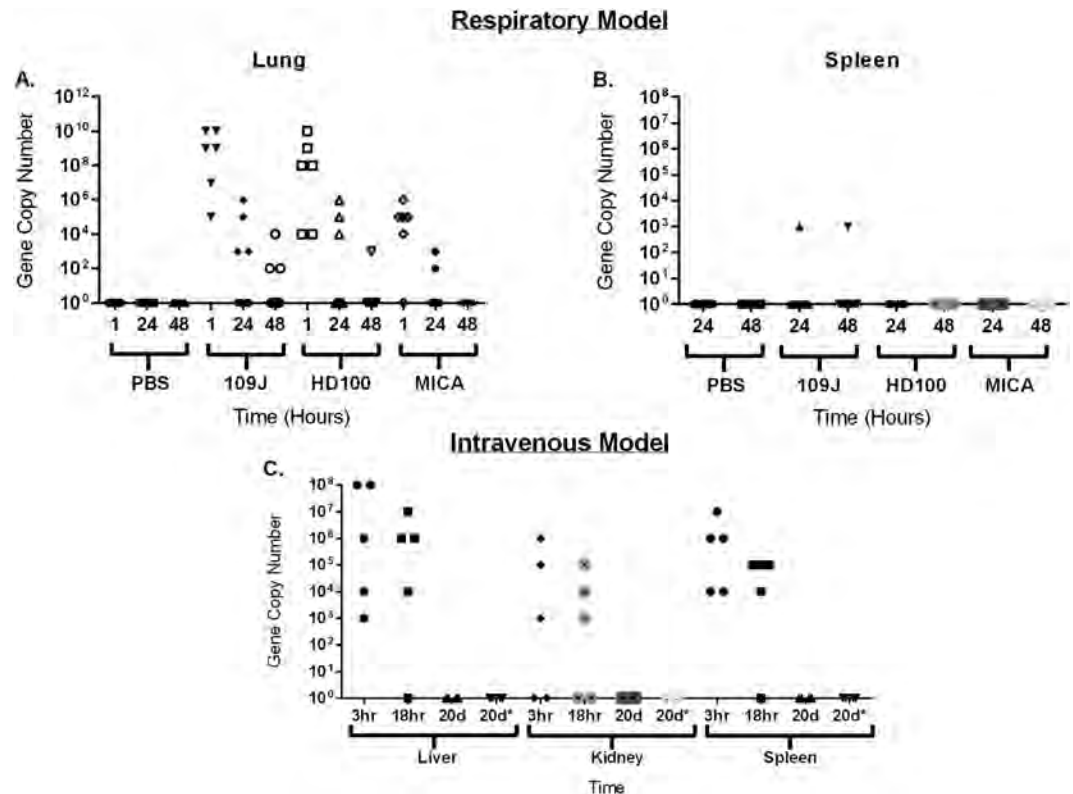 Respiratory Model
Lung
A.
Gene Copy Number
10^12
10^10
10^8
10^6
10^4
10^2
10^0
1 24 48 1 24 48 1 24 48 1 24 48
PBS 109J HD100 MICA
Time (Hours)
Spleen
B.
Gene Copy Number
10^8
10^7
10^6
10^5
10^4
10^3
10^2
10^1
10^0
24 48 24 48 24 48 24 48
PBS 109J HD100 MICA
Time (Hours)
Intravenous Model
C.
Gene Copy Number
10^8
10^7
10^6
10^5
10^4
10^3
10^2
10^1
10^0
3hr 18hr 20d 20d* 3hr 18hr 20d 20d* 3hr 18hr 20d 20d*
Liver Kidney Spleen
Time